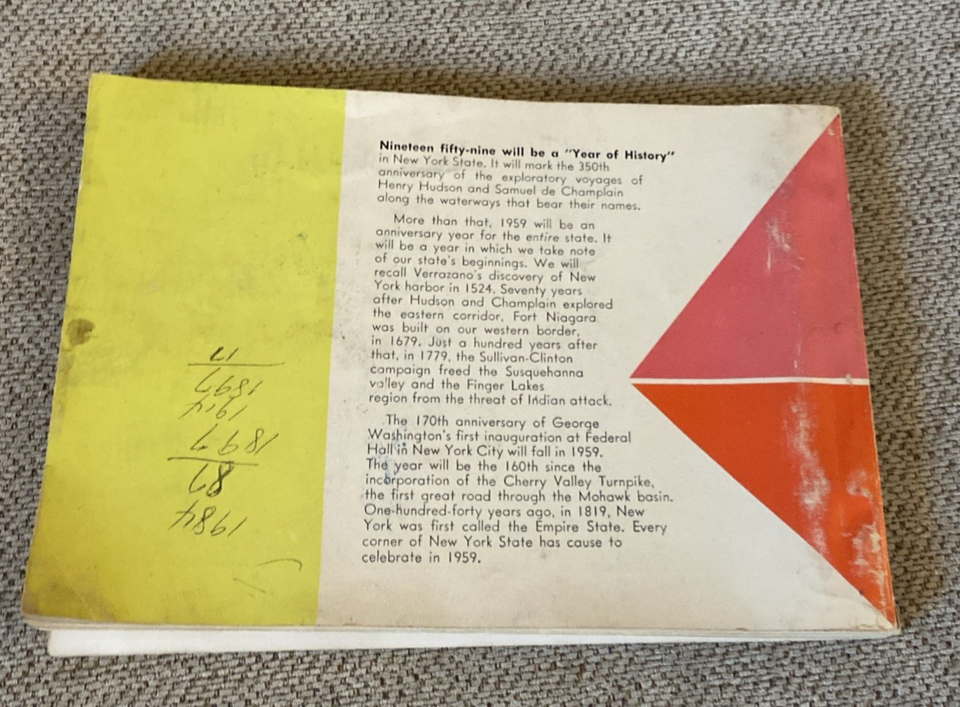 Nineteen fifty-nine will be a "Year of History"
in New York State. It will mark the 350th
anniversary of the exploratory voyages of
Henry Hudson and Samuel de Champlain
along the waterways that bear their names.
More than that, 1959 will be an
anniversary year for the entire state. It
will be a year in which we take note
of our state's beginnings. We will
recall Verrazano's discovery of New
York harbor in 1524. Seventy years
after Hudson and Champlain explored
the eastern corridor, Fort Niagara
was built on our western border,
in 1679. Just a hundred years after
that, in 1779, the Sullivan-Clinton
campaign freed the Susquehanna
valley and the Finger Lakes
region from the threat of Indian attack.
The 170th anniversary of George
Washington's first inauguration at Federal
Hall in New York City will fall in 1959.
The year will be the 160th since the
incorporation of the Cherry Valley Turnpike,
the first great road through the Mohawk basin.
One-hundred-forty years ago, in 1819, New
York was first called the Empire State. Every
corner of New York State has cause to
celebrate in 1959.
1984
87
1897
1914
1897
17